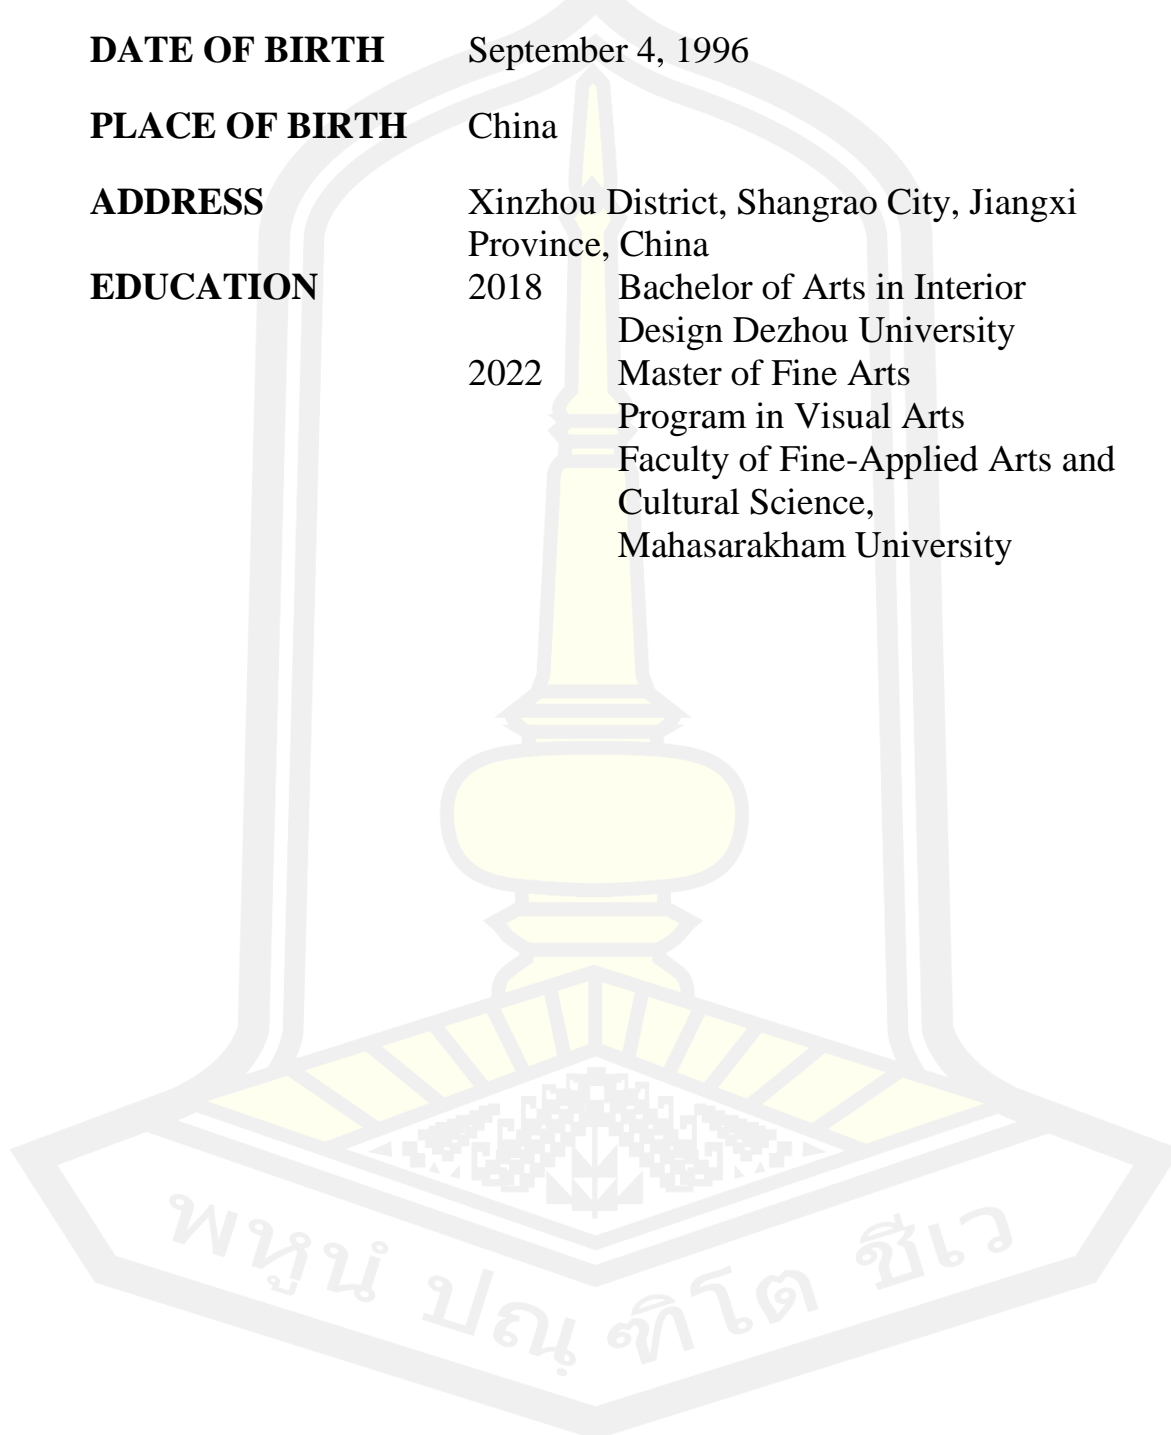 DATE OF BIRTH September 4, 1996
PLACE OF BIRTH China
ADDRESS Xinzhou District, Shangrao City, Jiangxi
Province, China
EDUCATION 2018 Bachelor of Arts in Interior
Design Dezhou University
2022 Master of Fine Arts
Program in Visual Arts
Faculty of Fine-Applied Arts and
Cultural Science,
Mahasarakham University
พหูนํ ปณฺฑิโต ชีเว